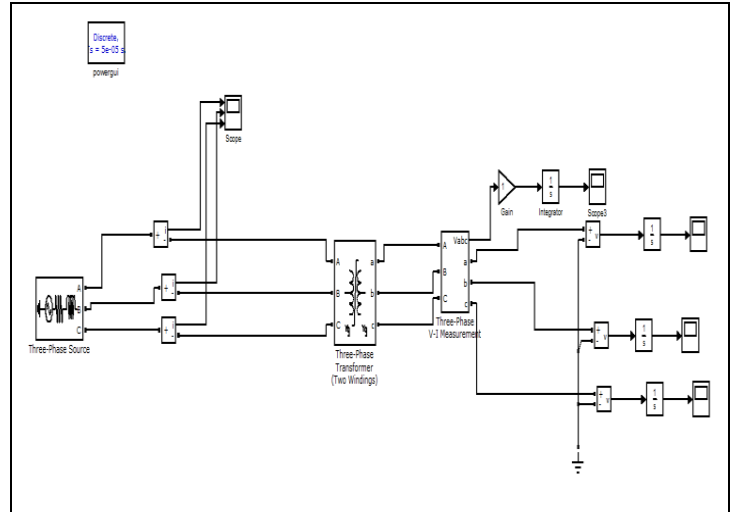 Discrete,
s = 5e-05 s.
powergui
Scope
Gain
Integrator
Scope3
1
1
s
Vabc
A
B
C
a
b
c
Three-Phase
V-I Measurement
A
B
C
a
b
c
Three-Phase
Transformer
(Two Windings)
A
B
C
Three-Phase Source
+
-
i
+
-
i
+
-
i
+
-
v
1
s
+
-
v
1
s
+
-
v
1
s